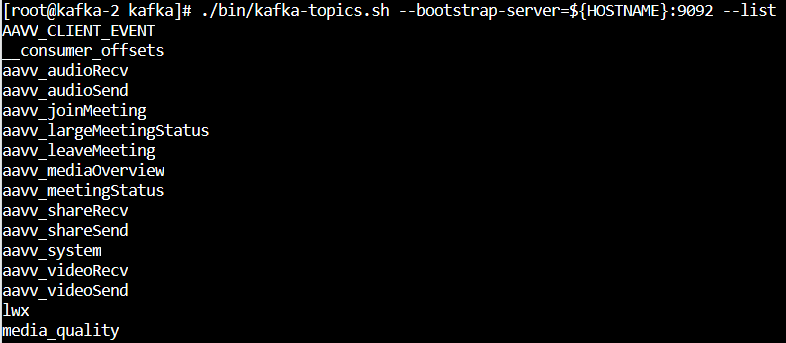 [root@kafka-2 kafka]# ./bin/kafka-topics.sh --bootstrap-server=${HOSTNAME}:9092 --list
AAVV_CLIENT_EVENT
__consumer_offsets
aavv_audioRecv
aavv_audioSend
aavv_joinMeeting
aavv_largeMeetingStatus
aavv_leaveMeeting
aavv_mediaOverview
aavv_meetingStatus
aavv_shareRecv
aavv_shareSend
aavv_system
aavv_videoRecv
aavv_videoSend
lwx
media_quality